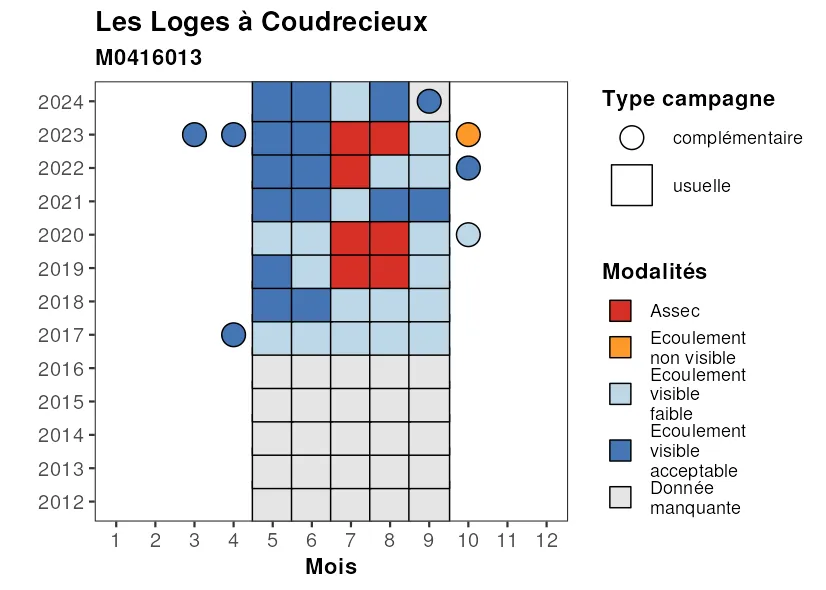 Les Loges à Coudrecieux
M0416013
2024
2023
2022
2021
2020
2019
2018
2017
2016
2015
2014
2013
2012
1 2 3 4 5 6 7 8 9 10 11 12
Mois
Type campagne
complémentaire
usuelle
Modalités
Assec
Ecoulement
non visible
Ecoulement
visible
faible
Ecoulement
visible
acceptable
Donnée
manquante